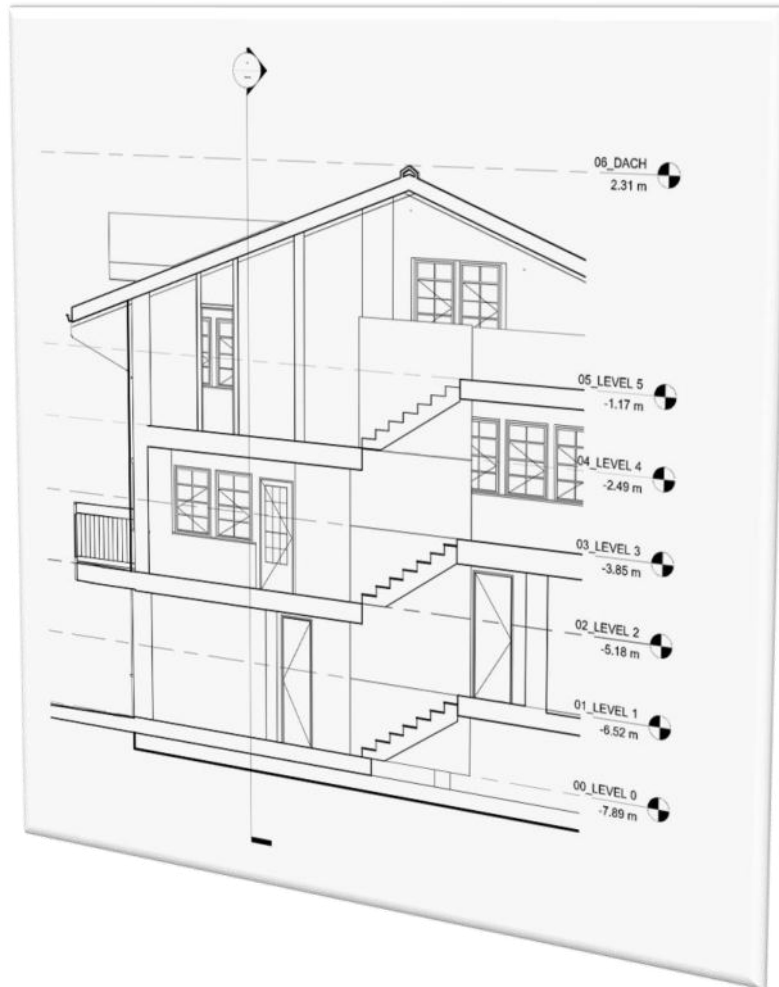 06_DACH
2.31 m
05_LEVEL 5
-1.17 m
04_LEVEL 4
-2.49 m
03_LEVEL 3
-3.85 m
02_LEVEL 2
-5.18 m
01_LEVEL 1
-6.52 m
00_LEVEL 0
-7.89 m